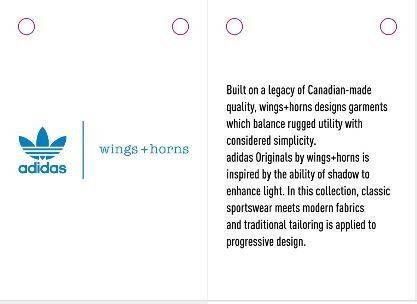 adidas
wings+horns
Built on a legacy of Canadian-made
quality, wings+horns designs garments
which balance rugged utility with
considered simplicity.
adidas Originals by wings+horns is
inspired by the ability of shadow to
enhance light. In this collection, classic
sportswear meets modern fabrics
and traditional tailoring is applied to
progressive design.